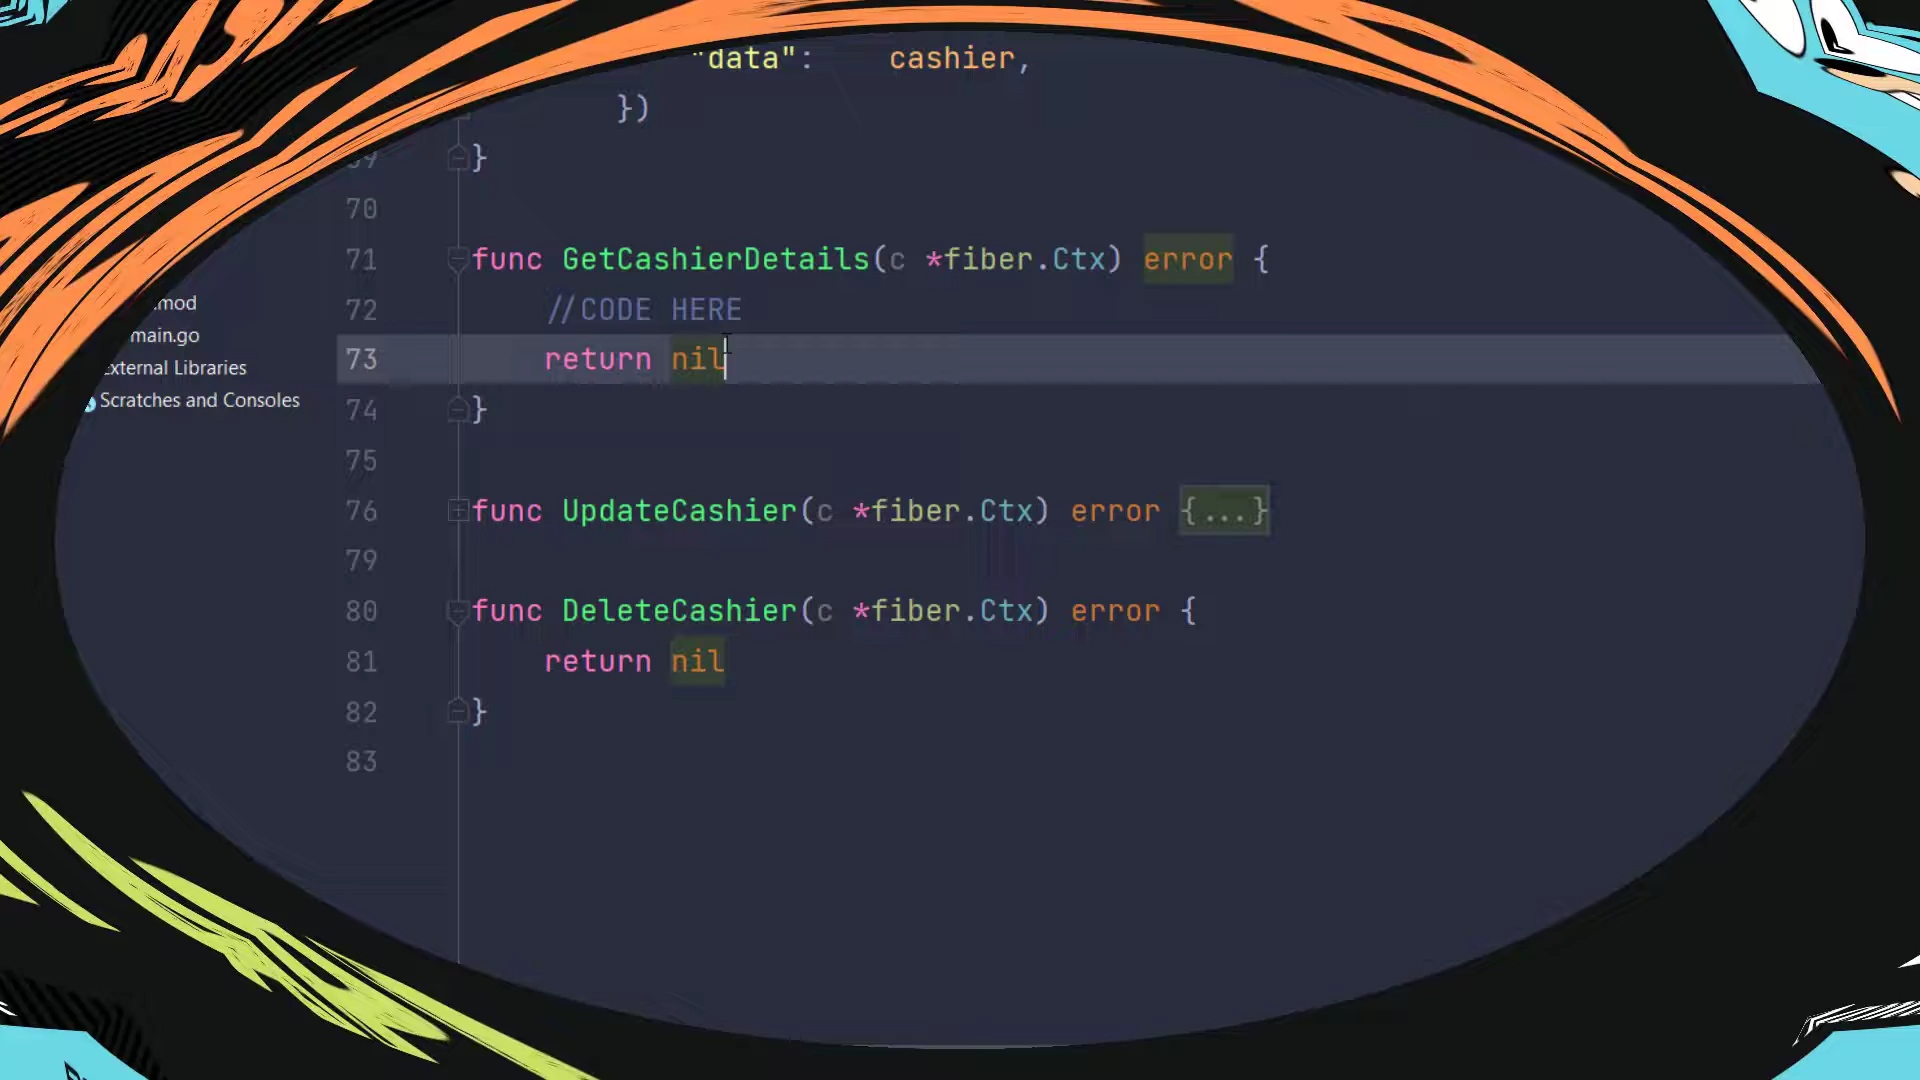 "data": cashier,
})
}
70
71 func GetCashierDetails(c *fiber.Ctx) error {
72 //CODE HERE
73 return nil
74 }
75
76 func UpdateCashier(c *fiber.Ctx) error {...}
79
80 func DeleteCashier(c *fiber.Ctx) error {
81 return nil
82 }
83
.mod
main.go
External Libraries
Scratches and Consoles